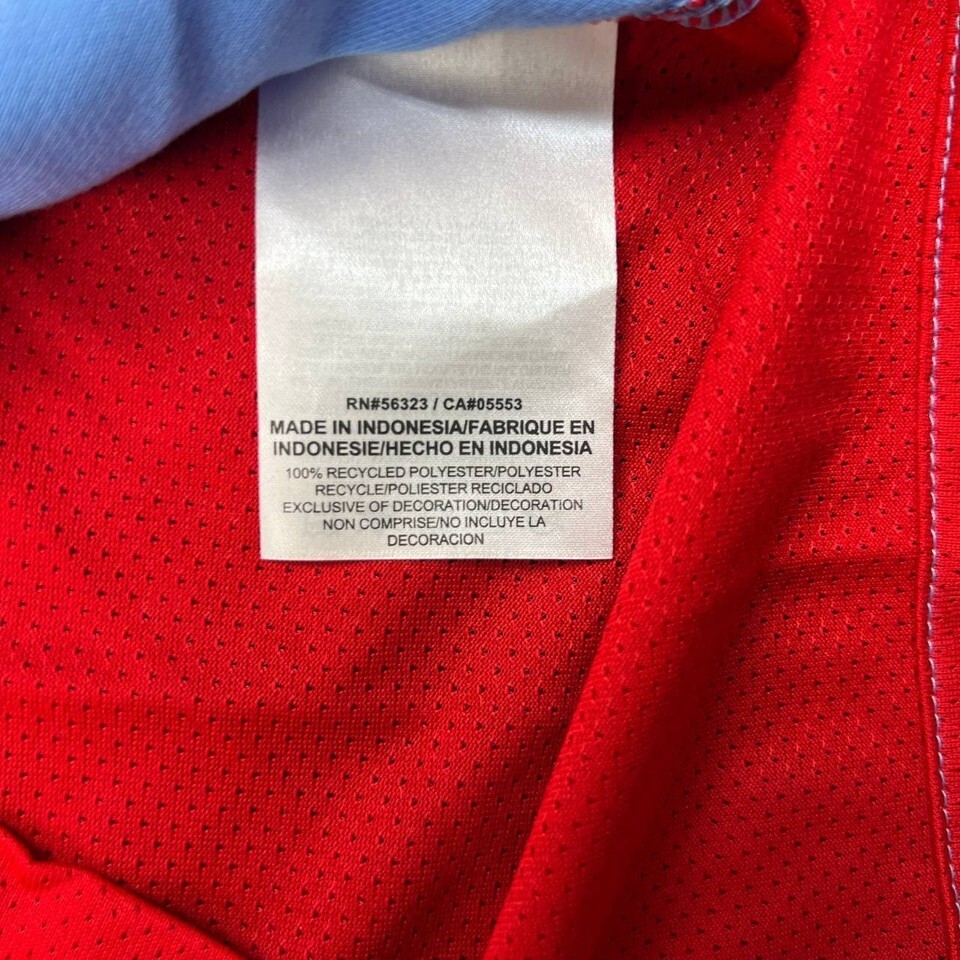 RN#56323 / CA#05553
MADE IN INDONESIA/FABRIQUE EN
INDONESIE/HECHO EN INDONESIA
100% RECYCLED POLYESTER/POLYESTER
RECYCLE/POLIESTER RECICLADO
EXCLUSIVE OF DECORATION/DECORATION
NON COMPRISE/NO INCLUYE LA
DECORACION